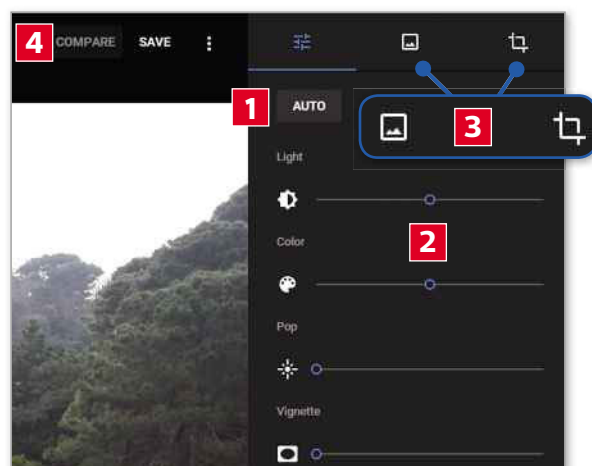 4 COMPARE SAVE
1 AUTO
3
Light
2
Color
Pop
Vignette